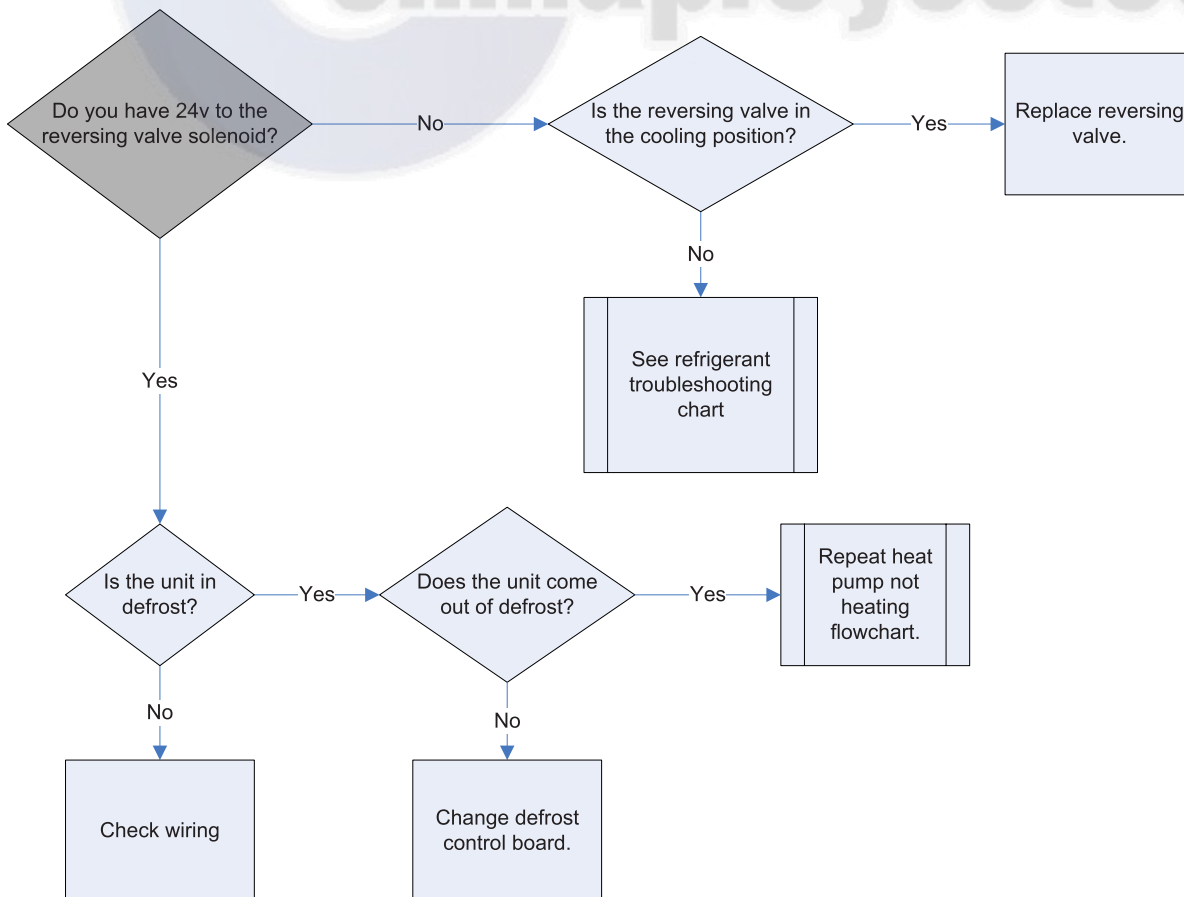 Do you have 24v to the
reversing valve solenoid?
No
Is the reversing valve in
the cooling position?
Yes
Replace reversing
valve.
No
See refrigerant
troubleshooting
chart
Yes
Is the unit in
defrost?
Yes
Does the unit come
out of defrost?
Yes
Repeat heat
pump not
heating
flowchart.
No
Check wiring
No
Change defrost
control board.